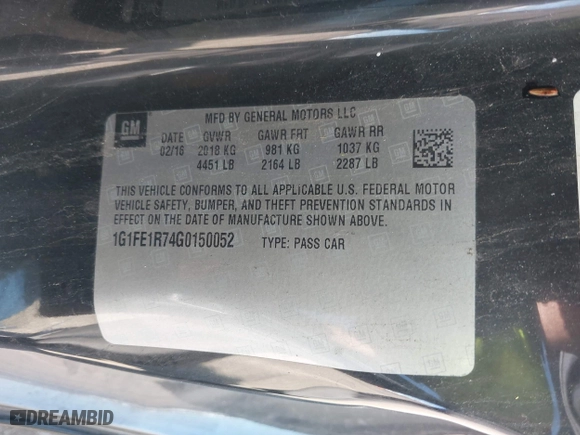 MFD BY GENERAL MOTORS LLC
GM
DATE GVWR GAWR FRT GAWR RR
02/16 2018 KG 981 KG 1037 KG
4451 LB 2164 LB 2287 LB
THIS VEHICLE CONFORMS TO ALL APPLICABLE U.S. FEDERAL MOTOR
VEHICLE SAFETY, BUMPER, AND THEFT PREVENTION STANDARDS IN
EFFECT ON THE DATE OF MANUFACTURE SHOWN ABOVE.
1G1FE1R74G0150052 TYPE: PASS CAR
DREAMBID